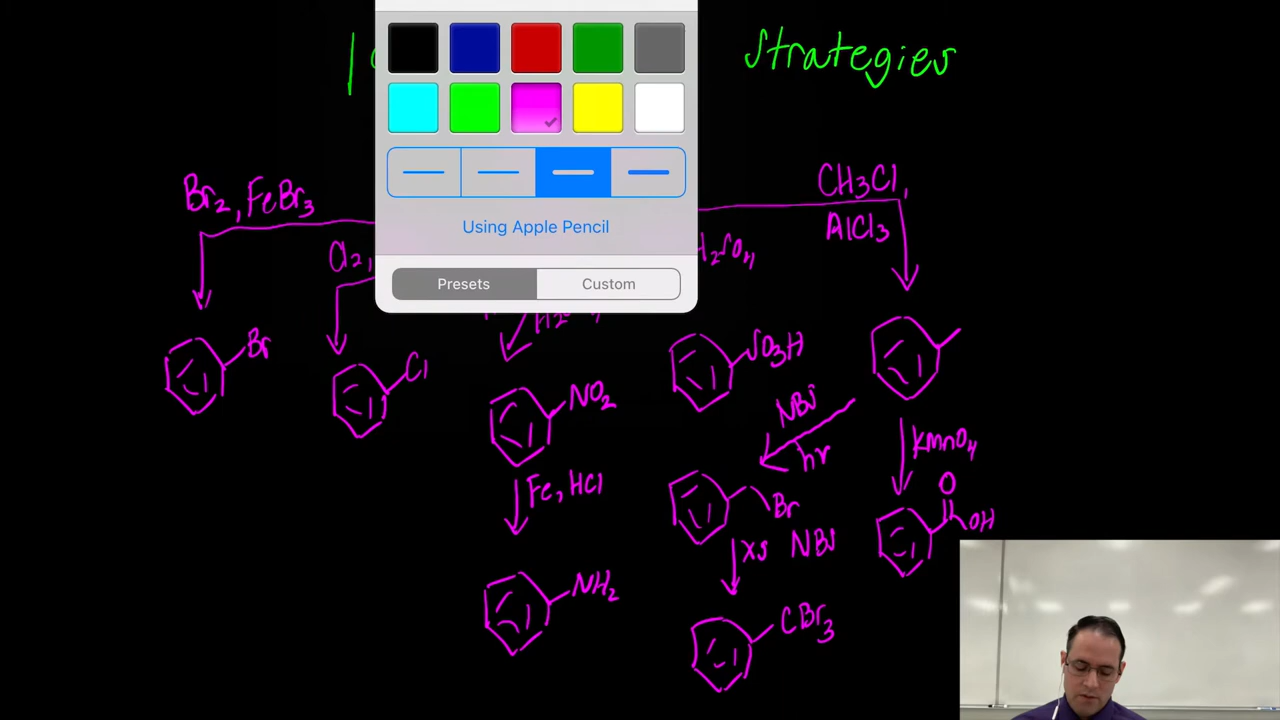 Strategies
Br2, FeBr3
CH3Cl,
AlCl3
Cl2,
H2SO4
Using Apple Pencil
Presets
Custom
Br
Cl
NO2
SO3H
NBS
hv
KMnO4
Fe, HCl
Br
O
OH
xs NBS
NH2
CBr3